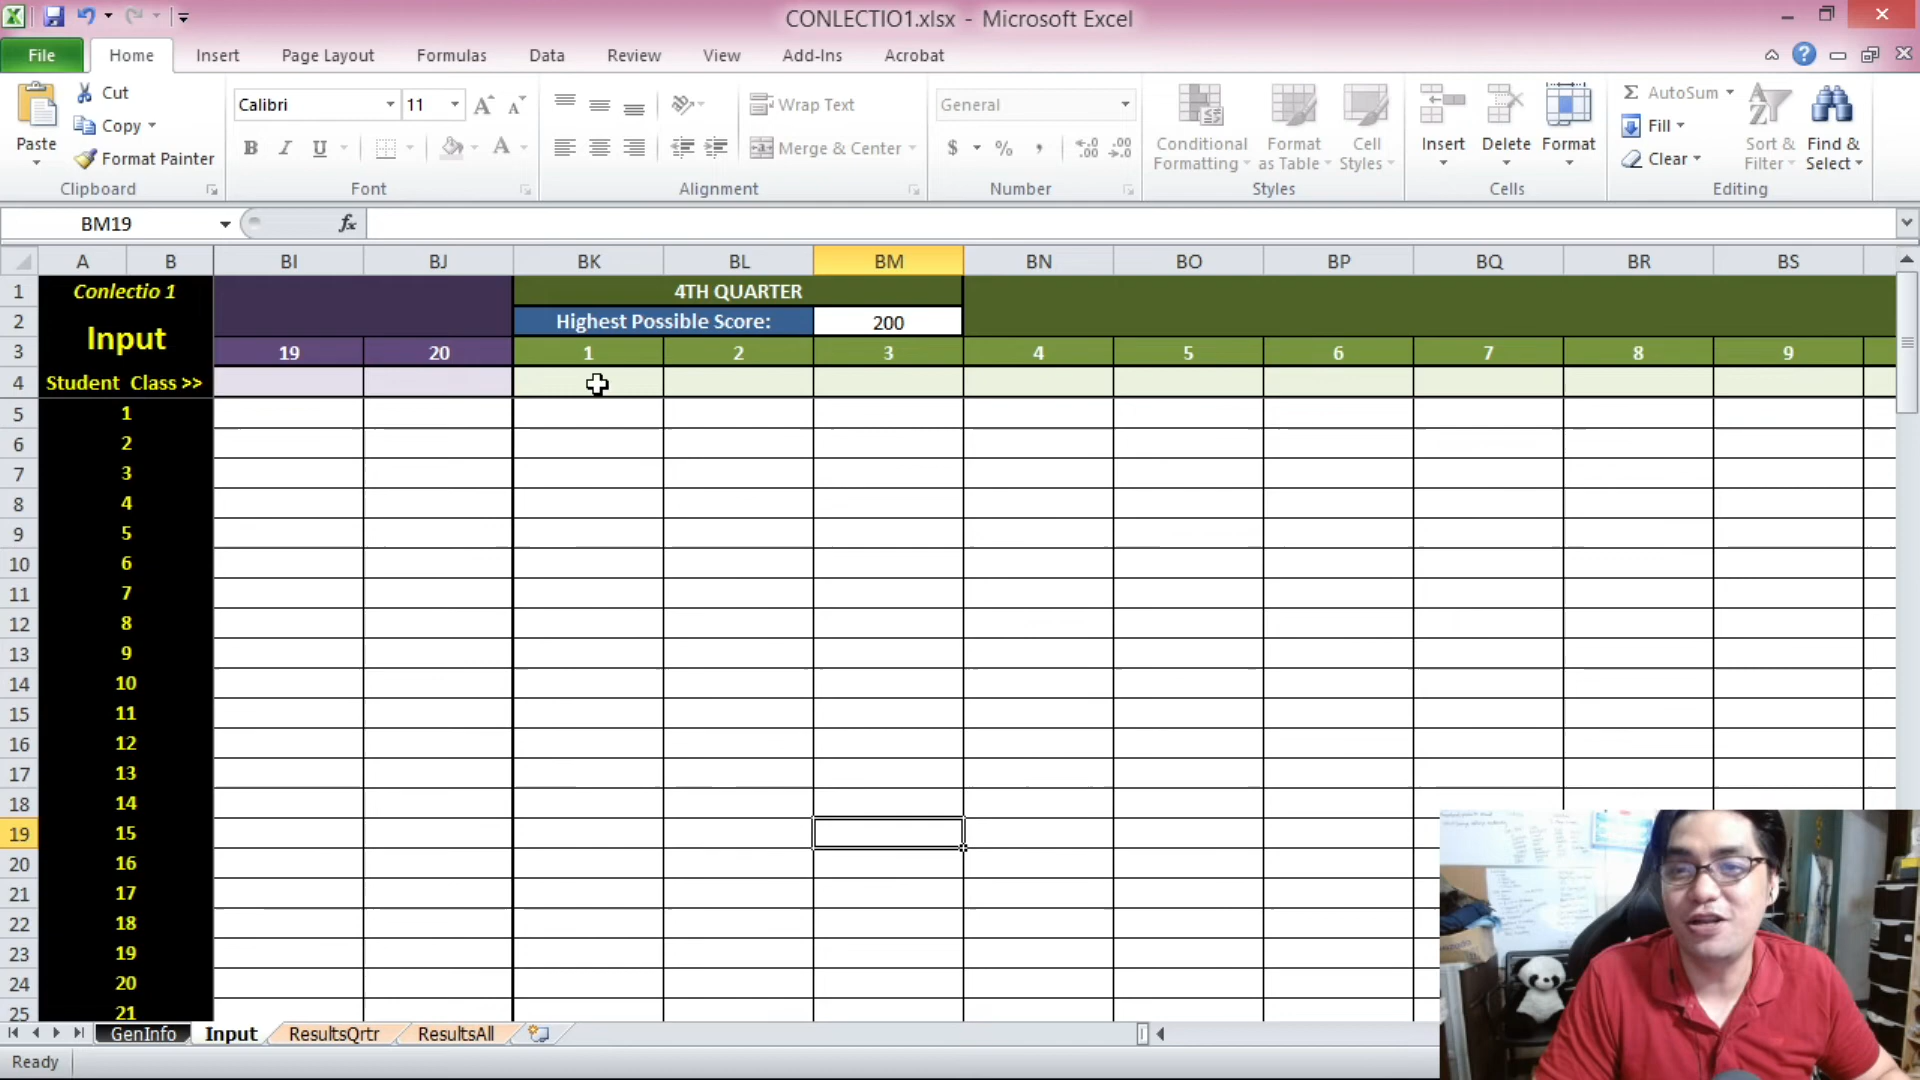 CONLECTIO1.xlsx - Microsoft Excel
File Home Insert Page Layout Formulas Data Review View Add-Ins Acrobat
Paste
Cut
Copy
Format Painter
Clipboard
Calibri 11
B I U A
Font
Wrap Text
Merge & Center
Alignment
General
$ % ,
Number
Conditional Formatting
Format as Table
Cell Styles
Styles
Insert Delete Format
Cells
Σ AutoSum
Fill
Clear
Sort & Filter
Find & Select
Editing
BM19 fx
A B BI BJ BK BL BM BN BO BP BQ BR BS
1 Conlectio 1 4TH QUARTER
2 Input Highest Possible Score: 200
3 19 20 1 2 3 4 5 6 7 8 9
4 Student Class >>
5 1
6 2
7 3
8 4
9 5
10 6
11 7
12 8
13 9
14 10
15 11
16 12
17 13
18 14
19 15
20 16
21 17
22 18
23 19
24 20
25 21
GenInfo Input ResultsQrtr ResultsAll
Ready